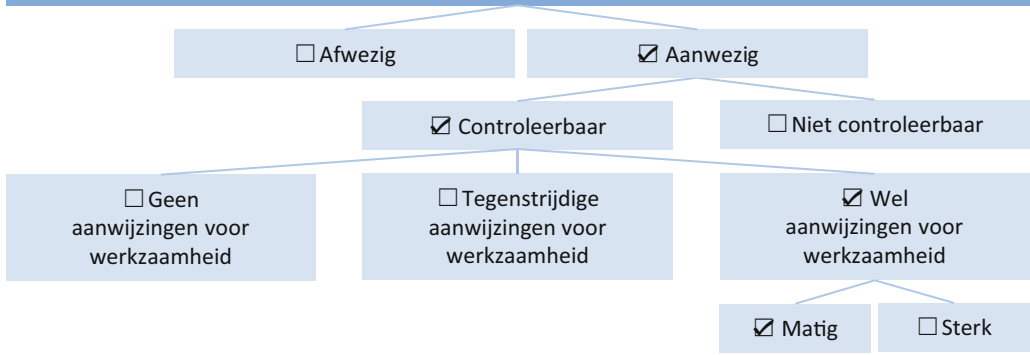 ☐ Afwezig
☑ Aanwezig
☑ Controleerbaar
☐ Niet controleerbaar
☐ Geen
aanwijzingen voor
werkzaamheid
☐ Tegenstrijdige
aanwijzingen voor
werkzaamheid
☑ Wel
aanwijzingen voor
werkzaamheid
☑ Matig
☐ Sterk